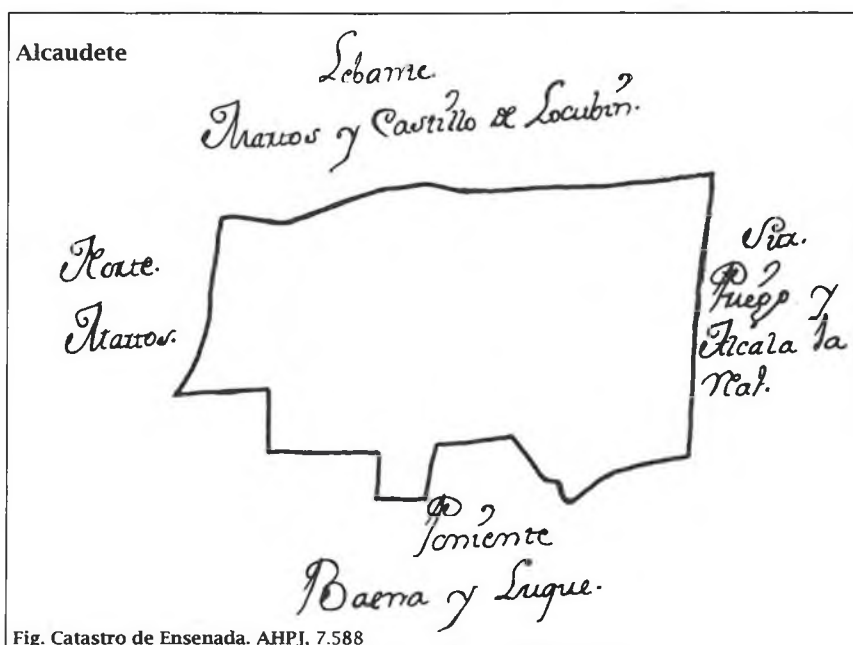 Alcaudete
Lebante.
Martos y Castillo de Locubin.
Norte.
Martos.
Sur.
Priego y
Alcala la
Real.
Poniente
Baena y Luque.
Fig. Catastro de Ensenada. AHPJ, 7.588